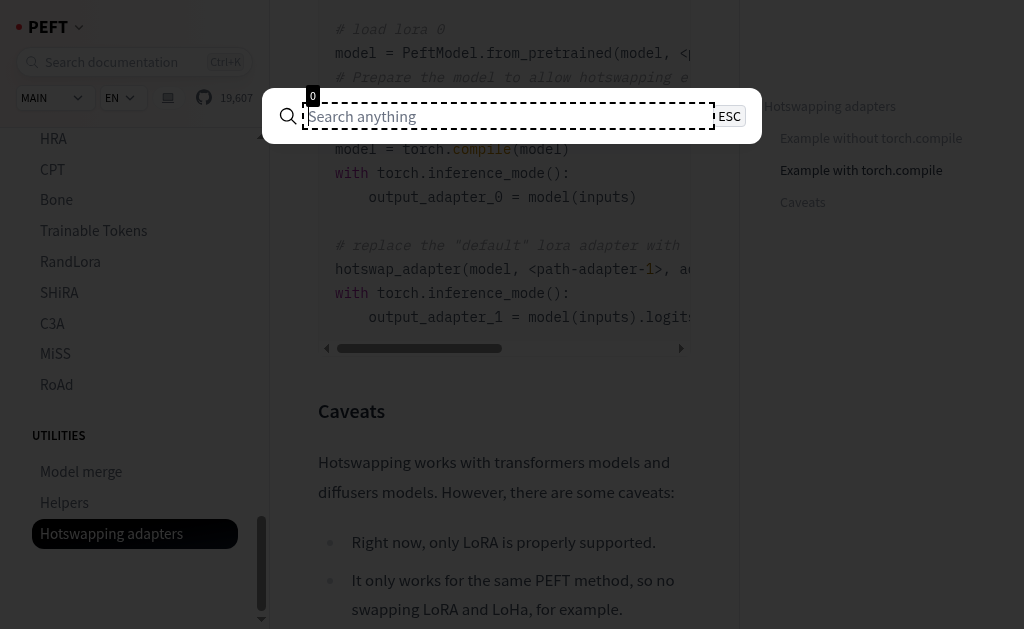 PEFT
Search documentation
Ctrl+K
MAIN
EN
19,607
HRA
CPT
Bone
Trainable Tokens
RandLora
SHiRA
C3A
MiSS
RoAd
UTILITIES
Model merge
Helpers
Hotswapping adapters
# load lora 0
model = PeftModel.from_pretrained(model, <
# Prepare the model to allow hotswapping e
0
Search anything
ESC
model = torch.compile(model)
with torch.inference_mode():
output_adapter_0 = model(inputs)
# replace the "default" lora adapter with
hotswap_adapter(model, <path-adapter-1>, a
with torch.inference_mode():
output_adapter_1 = model(inputs).logit
Caveats
Hotswapping works with transformers models and
diffusers models. However, there are some caveats:
Right now, only LoRA is properly supported.
It only works for the same PEFT method, so no
swapping LoRA and LoHa, for example.
Hotswapping adapters
Example without torch.compile
Example with torch.compile
Caveats